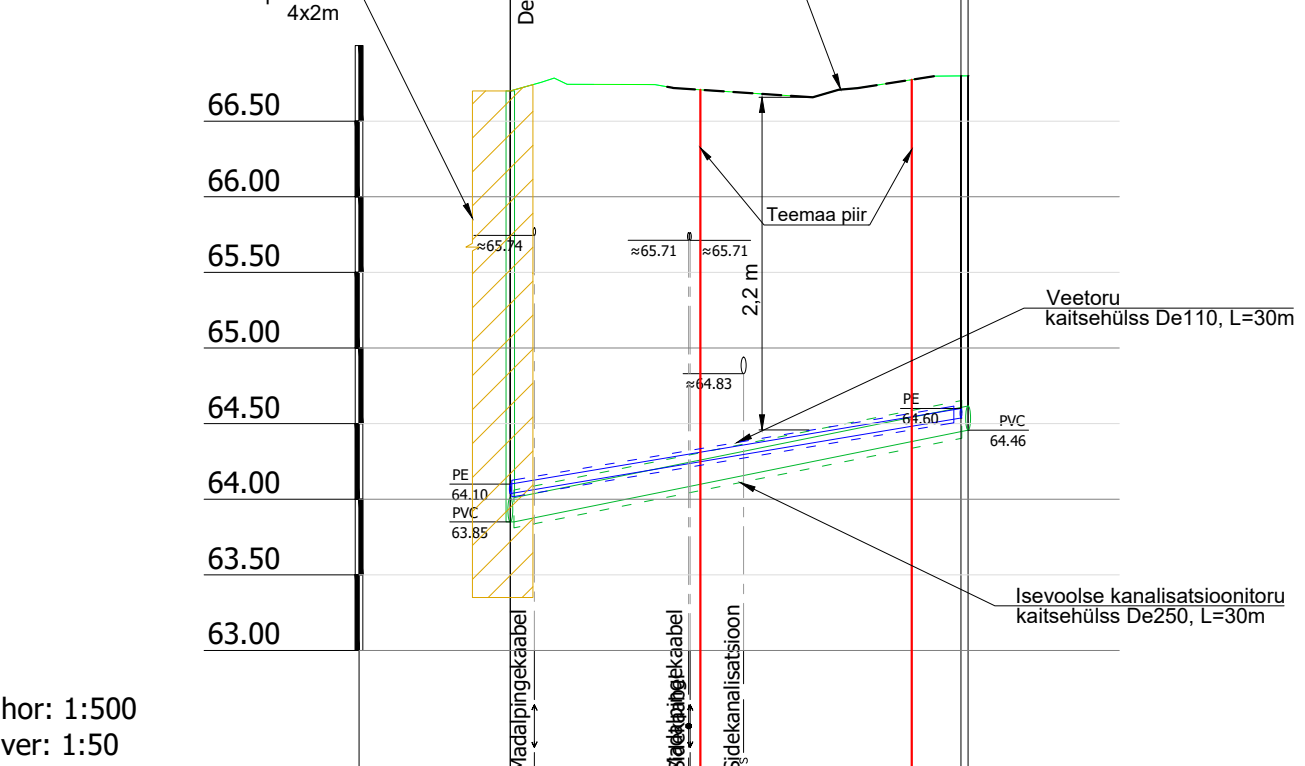 4x2m
De
66.50
66.00
Teemaa piir
≈65.74
≈65.71
≈65.71
65.50
2,2 m
Veetoru
kaitsehülss De110, L=30m
65.00
≈64.83
64.50
PE
64.60
PVC
64.46
PE
64.10
64.00
PVC
63.85
63.50
Isevoolse kanalisatsioonitoru
kaitsehülss De250, L=30m
63.00
Madalpingekaabel
Sidekanalisatsioon
hor: 1:500
ver: 1:50